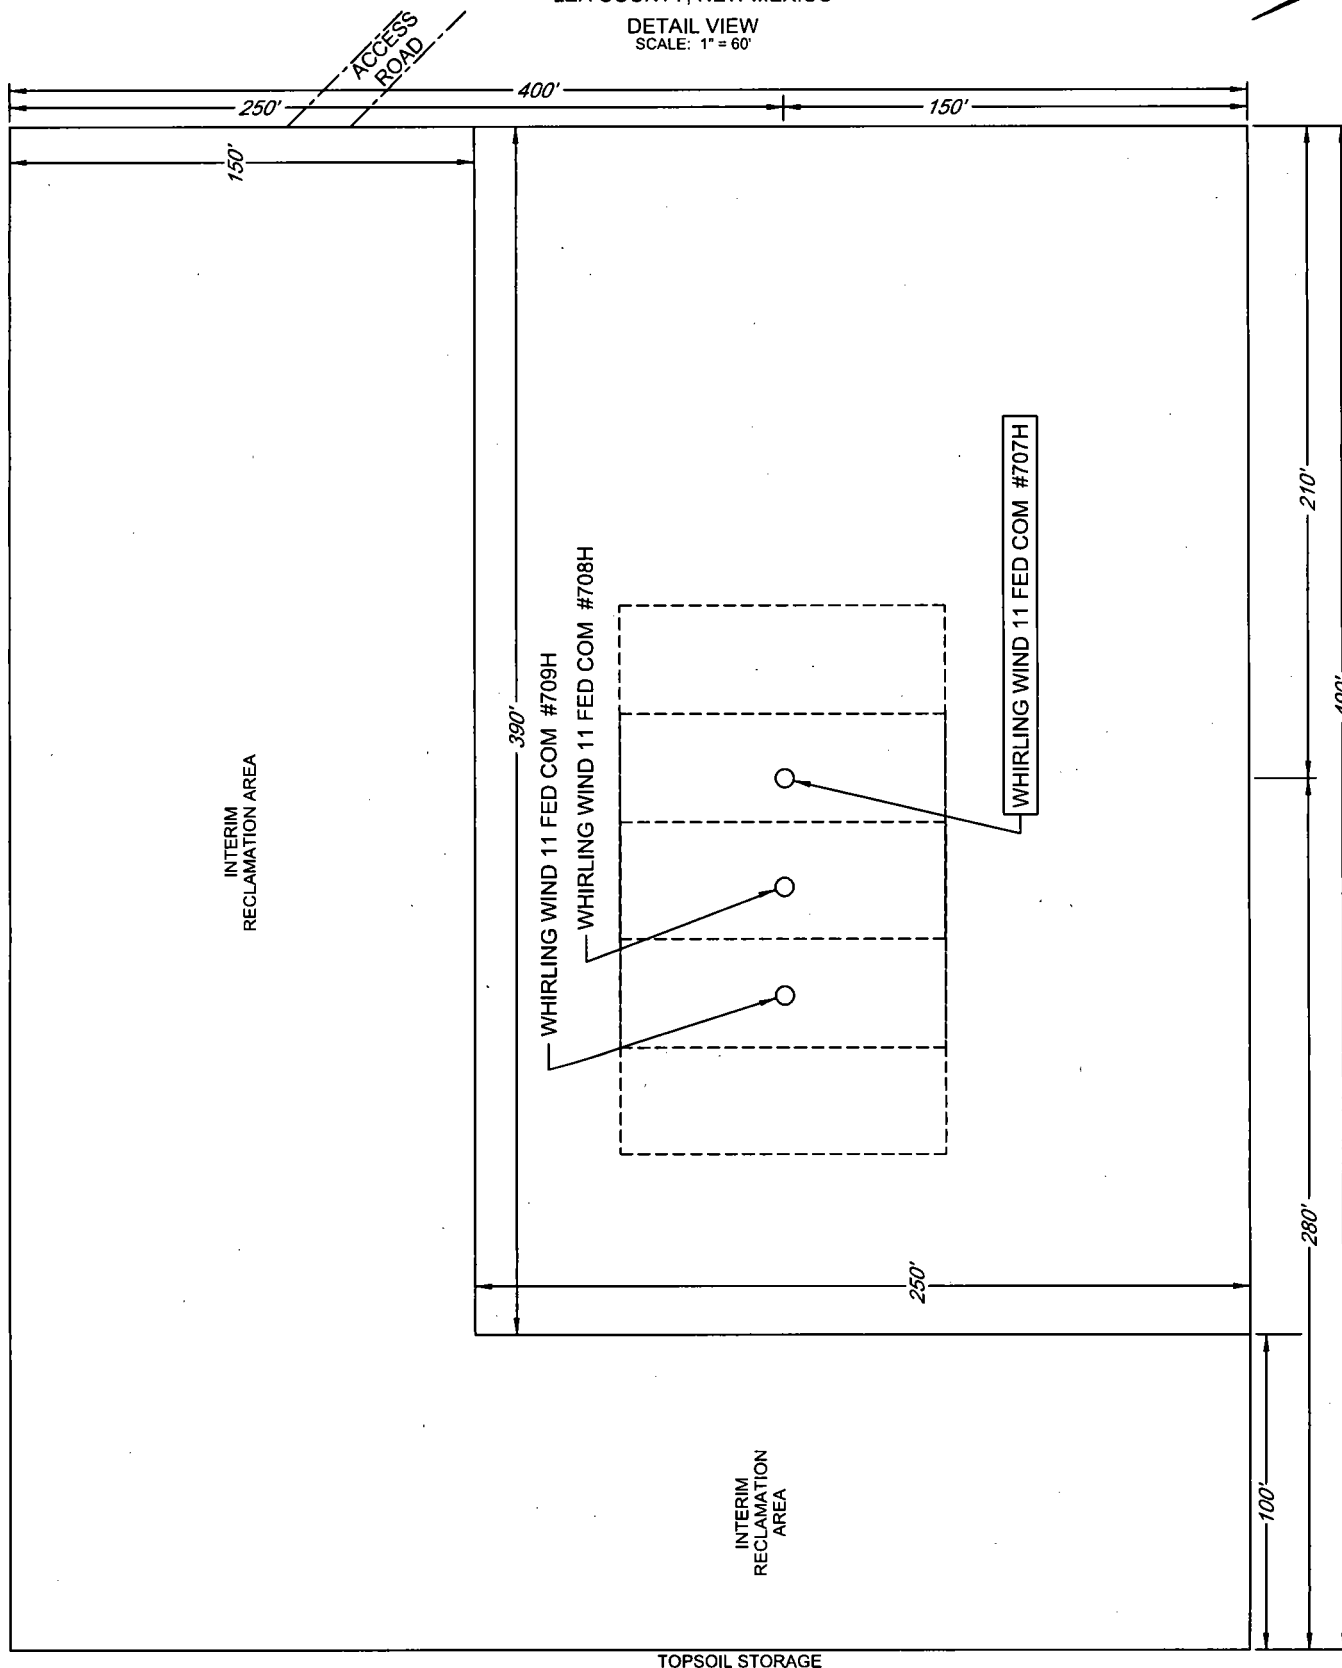 DETAIL VIEW
SCALE: 1" = 60'
ACCESS
ROAD
400'
250'
150'
150'
210'
390'
WHIRLING WIND 11 FED COM #709H
WHIRLING WIND 11 FED COM #708H
WHIRLING WIND 11 FED COM #707H
INTERIM
RECLAMATION AREA
280'
250'
100'
INTERIM
RECLAMATION
AREA
TOPSOIL STORAGE